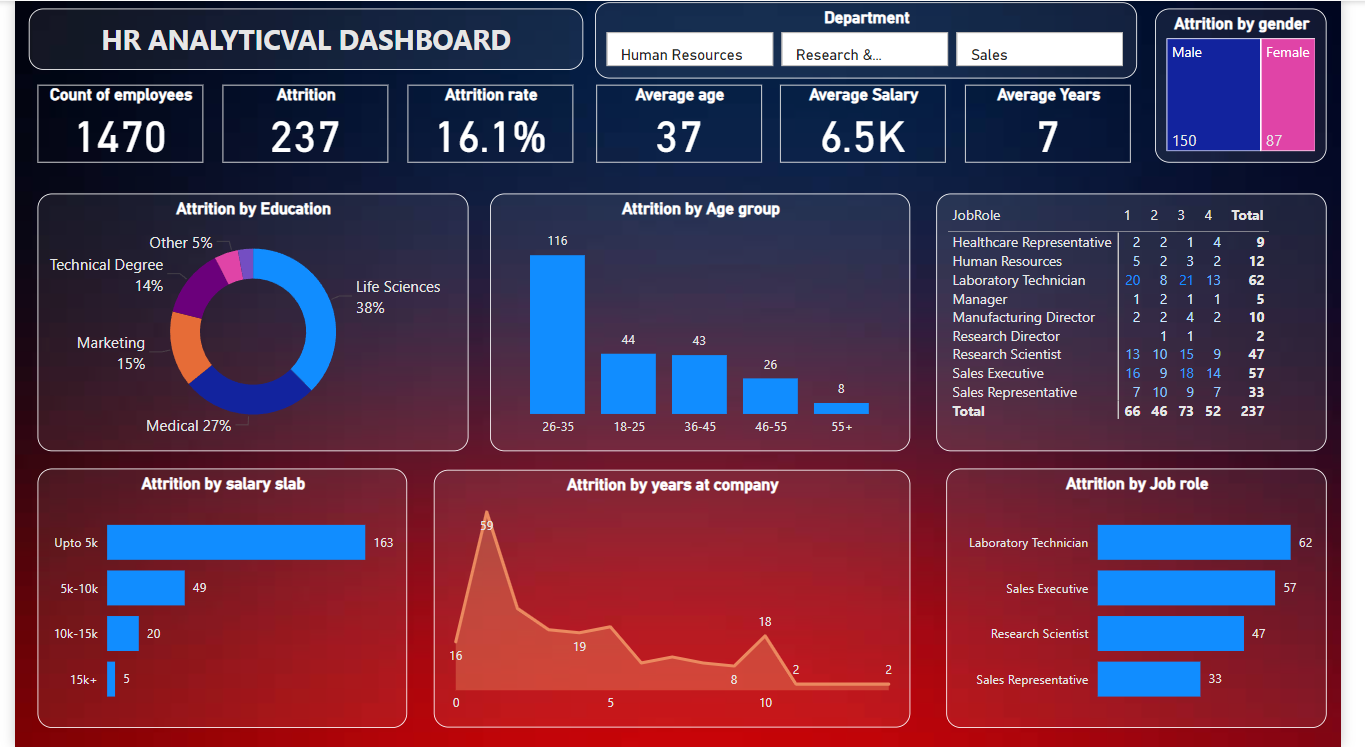 HR ANALYTICVAL DASHBOARD
Department
Human Resources
Research &...
Sales
Attrition by gender
Male
Female
150
87
Count of employees
1470
Attrition
237
Attrition rate
16.1%
Average age
37
Average Salary
6.5K
Average Years
7
Attrition by Education
Other 5%
Technical Degree
14%
Life Sciences
38%
Marketing
15%
Medical 27%
Attrition by Age group
116
44
43
26
8
26-35
18-25
36-45
46-55
55+
JobRole 1 2 3 4 Total
Healthcare Representative 2 2 1 4 9
Human Resources 5 2 3 2 12
Laboratory Technician 20 8 21 13 62
Manager 1 2 1 1 5
Manufacturing Director 2 2 4 2 10
Research Director 1 1 2
Research Scientist 13 10 15 9 47
Sales Executive 16 9 18 14 57
Sales Representative 7 10 9 7 33
Total 66 46 73 52 237
Attrition by salary slab
Upto 5k 163
5k-10k 49
10k-15k 20
15k+ 5
Attrition by years at company
59
16
19
8
18
2
2
0
5
10
Attrition by Job role
Laboratory Technician 62
Sales Executive 57
Research Scientist 47
Sales Representative 33